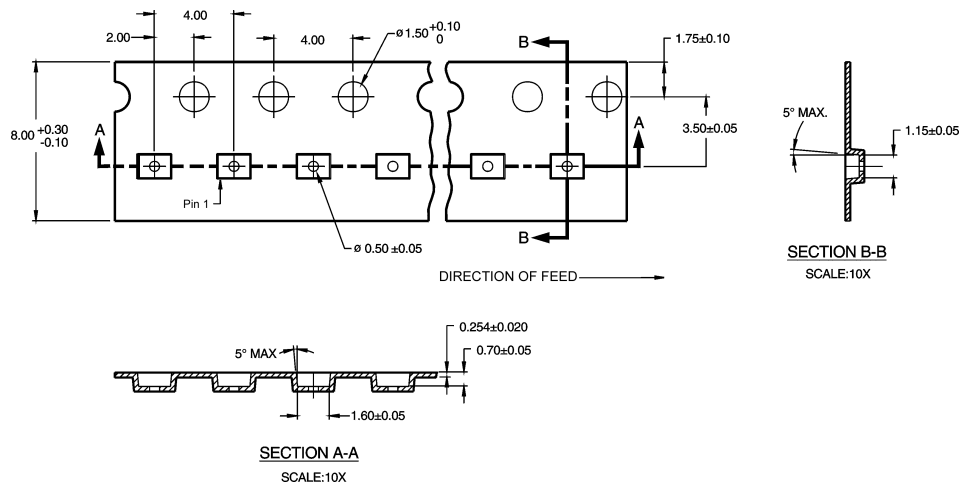 4.00
2.00
4.00
ø 1.50 +0.10
0
B
1.75±0.10
8.00 +0.30
-0.10
A
A
3.50±0.05
5° MAX.
1.15±0.05
Pin 1
ø 0.50 ±0.05
B
SECTION B-B
SCALE:10X
DIRECTION OF FEED
0.254±0.020
5° MAX
0.70±0.05
1.60±0.05
SECTION A-A
SCALE:10X